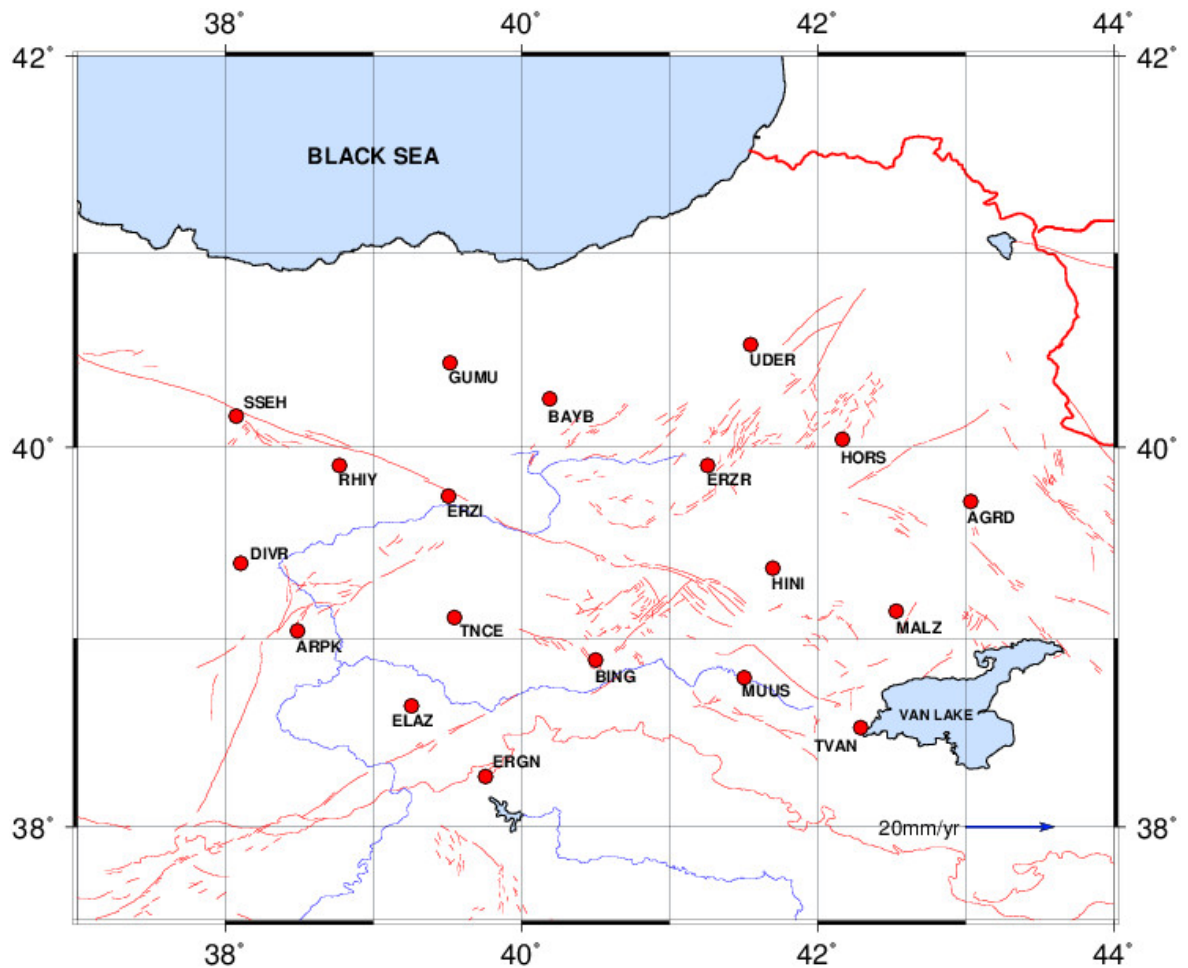 38° 40° 42° 44°
42° 42°
BLACK SEA
UDER
GUMU
SSEH
BAYB
40° 40°
HORS
RHIY
ERZR
ERZI
AGRD
DIVR
HINI
MALZ
TNCE
ARPK
BING
MUUS
ELAZ
VAN LAKE
TVAN
ERGN
38° 20mm/yr 38°
38° 40° 42° 44°